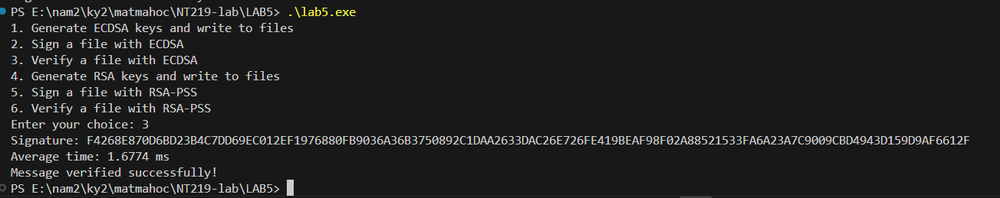 PS E:\nam2\ky2\matmahoc\NT219-lab\LAB5> .\lab5.exe
1. Generate ECDSA keys and write to files
2. Sign a file with ECDSA
3. Verify a file with ECDSA
4. Generate RSA keys and write to files
5. Sign a file with RSA-PSS
6. Verify a file with RSA-PSS
Enter your choice: 3
Signature: F4268E870D6BD23B4C7DD69EC012EF1976880FB9036A36B3750892C1DAA2633DAC26E726FE419BEAF98F02A88521533FA6A23A7C9009CBD4943D159D9AF6612F
Average time: 1.6774 ms
Message verified successfully!
PS E:\nam2\ky2\matmahoc\NT219-lab\LAB5>